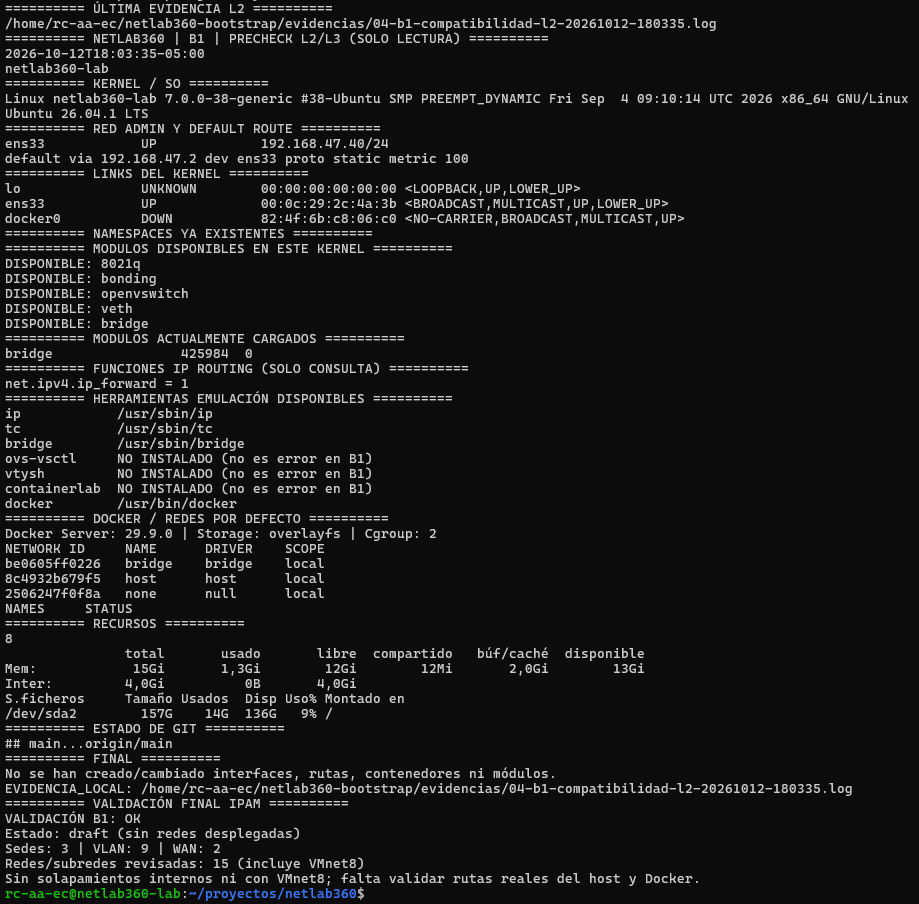 ========== ÚLTIMA EVIDENCIA L2 ==========
/home/rc-aa-ec/netlab360-bootstrap/evidencias/04-b1-compatibilidad-l2-20261012-180335.log
========== NETLAB360 | B1 | PRECHECK L2/L3 (SOLO LECTURA) ==========
2026-10-12T18:03:35-05:00
netlab360-lab
========== KERNEL / SO ==========
Linux netlab360-lab 7.0.0-38-generic #38-Ubuntu SMP PREEMPT_DYNAMIC Fri Sep  4 09:10:14 UTC 2026 x86_64 GNU/Linux
Ubuntu 26.04.1 LTS
========== RED ADMIN Y DEFAULT ROUTE ==========
ens33            UP             192.168.47.40/24
default via 192.168.47.2 dev ens33 proto static metric 100
========== LINKS DEL KERNEL ==========
lo               UNKNOWN        00:00:00:00:00:00 <LOOPBACK,UP,LOWER_UP>
ens33            UP             00:0c:29:2c:4a:3b <BROADCAST,MULTICAST,UP,LOWER_UP>
docker0          DOWN           82:4f:6b:c8:06:c0 <NO-CARRIER,BROADCAST,MULTICAST,UP>
========== NAMESPACES YA EXISTENTES ==========
========== MODULOS DISPONIBLES EN ESTE KERNEL ==========
DISPONIBLE: 8021q
DISPONIBLE: bonding
DISPONIBLE: openvswitch
DISPONIBLE: veth
DISPONIBLE: bridge
========== MODULOS ACTUALMENTE CARGADOS ==========
bridge                425984  0
========== FUNCIONES IP ROUTING (SOLO CONSULTA) ==========
net.ipv4.ip_forward = 1
========== HERRAMIENTAS EMULACIÓN DISPONIBLES ==========
ip            /usr/sbin/ip
tc            /usr/sbin/tc
bridge        /usr/sbin/bridge
ovs-vsctl     NO INSTALADO (no es error en B1)
vtysh         NO INSTALADO (no es error en B1)
containerlab  NO INSTALADO (no es error en B1)
docker        /usr/bin/docker
========== DOCKER / REDES POR DEFECTO ==========
Docker Server: 29.9.0 | Storage: overlayfs | Cgroup: 2
NETWORK ID     NAME      DRIVER    SCOPE
be0605ff0226   bridge    bridge    local
8c4932b679f5   host      host      local
2506247f0f8a   none      null      local
NAMES     STATUS
========== RECURSOS ==========
8
               total       usado       libre  compartido   búf/caché  disponible
Mem:            15Gi       1,3Gi        12Gi        12Mi       2,0Gi        13Gi
Inter:         4,0Gi          0B       4,0Gi
S.ficheros     Tamaño Usados  Disp Uso% Montado en
/dev/sda2        157G    14G  136G   9% /
========== ESTADO DE GIT ==========
## main...origin/main
========== FINAL ==========
No se han creado/cambiado interfaces, rutas, contenedores ni módulos.
EVIDENCIA_LOCAL: /home/rc-aa-ec/netlab360-bootstrap/evidencias/04-b1-compatibilidad-l2-20261012-180335.log
========== VALIDACIÓN FINAL IPAM ==========
VALIDACIÓN B1: OK
Estado: draft (sin redes desplegadas)
Sedes: 3 | VLAN: 9 | WAN: 2
Redes/subredes revisadas: 15 (incluye VMnet8)
Sin solapamientos internos ni con VMnet8; falta validar rutas reales del host y Docker.
rc-aa-ec@netlab360-lab:~/proyectos/netlab360$